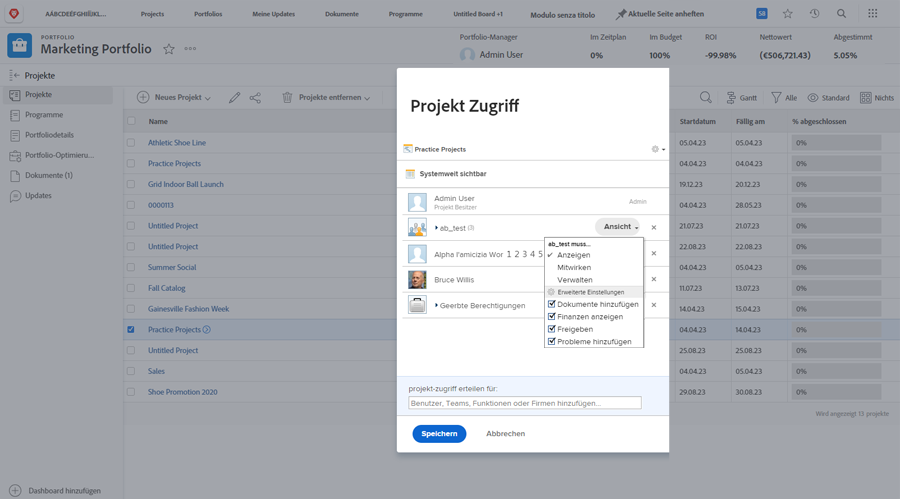 AÁBCDEÉFGHIÍJKL...
Projects
Portfolios
Meine Updates
Dokumente
Programme
Untitled Board +1
Modulo senza titolo
Aktuelle Seite anheften
SB
PORTFOLIO
Marketing Portfolio
Portfolio-Manager
Admin User
Im Zeitplan
0%
Im Budget
100%
ROI
-99.98%
Nettowert
(€506,721.43)
Abgestimmt
5.05%
Projekte
Projekte
Programme
Portfoliodetails
Portfolio-Optimieru...
Dokumente (1)
Updates
Dashboard hinzufügen
Neues Projekt
Projekte entfernen
Gantt
Alle
Standard
Nichts
Name
Startdatum
Fällig am
% abgeschlossen
Athletic Shoe Line
05.04.23
05.04.23
0%
Practice Projects
04.04.23
05.04.23
0%
Grid Indoor Ball Launch
19.12.23
20.12.23
0%
0000113
04.04.23
28.05.23
0%
Untitled Project
21.07.23
21.07.23
0%
Untitled Project
22.08.23
22.08.23
0%
Summer Social
04.04.23
05.04.23
0%
Fall Catalog
11.07.23
13.07.23
0%
Gainesville Fashion Week
14.04.23
15.04.23
0%
Practice Projects
04.04.23
14.04.23
0%
Untitled Project
25.08.23
25.08.23
0%
Sales
04.04.23
04.04.23
0%
Shoe Promotion 2020
29.08.23
30.08.23
0%
Wird angezeigt 13 projekte
Projekt Zugriff
Practice Projects
Systemweit sichtbar
Admin User
Projekt Besitzer
Admin
ab_test (3)
Ansicht
Alpha l'amicizia Wor 1 2 3 4 5
Bruce Willis
Geerbte Berechtigungen
ab_test muss...
Anzeigen
Mitwirken
Verwalten
Erweiterte Einstellungen
Dokumente hinzufügen
Finanzen anzeigen
Freigeben
Probleme hinzufügen
projekt-zugriff erteilen für:
Benutzer, Teams, Funktionen oder Firmen hinzufügen...
Speichern
Abbrechen